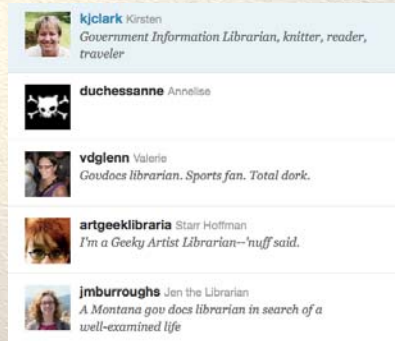 kjclark Kirsten
Government Information Librarian, knitter, reader,
traveler
duchessanne Annelise
vdglenn Valerie
Govdocs librarian. Sports fan. Total dork.
artgeeklibraria Starr Hoffman
I'm a Geeky Artist Librarian--'nuff said.
jmburroughs Jen the Librarian
A Montana gov docs librarian in search of a
well-examined life